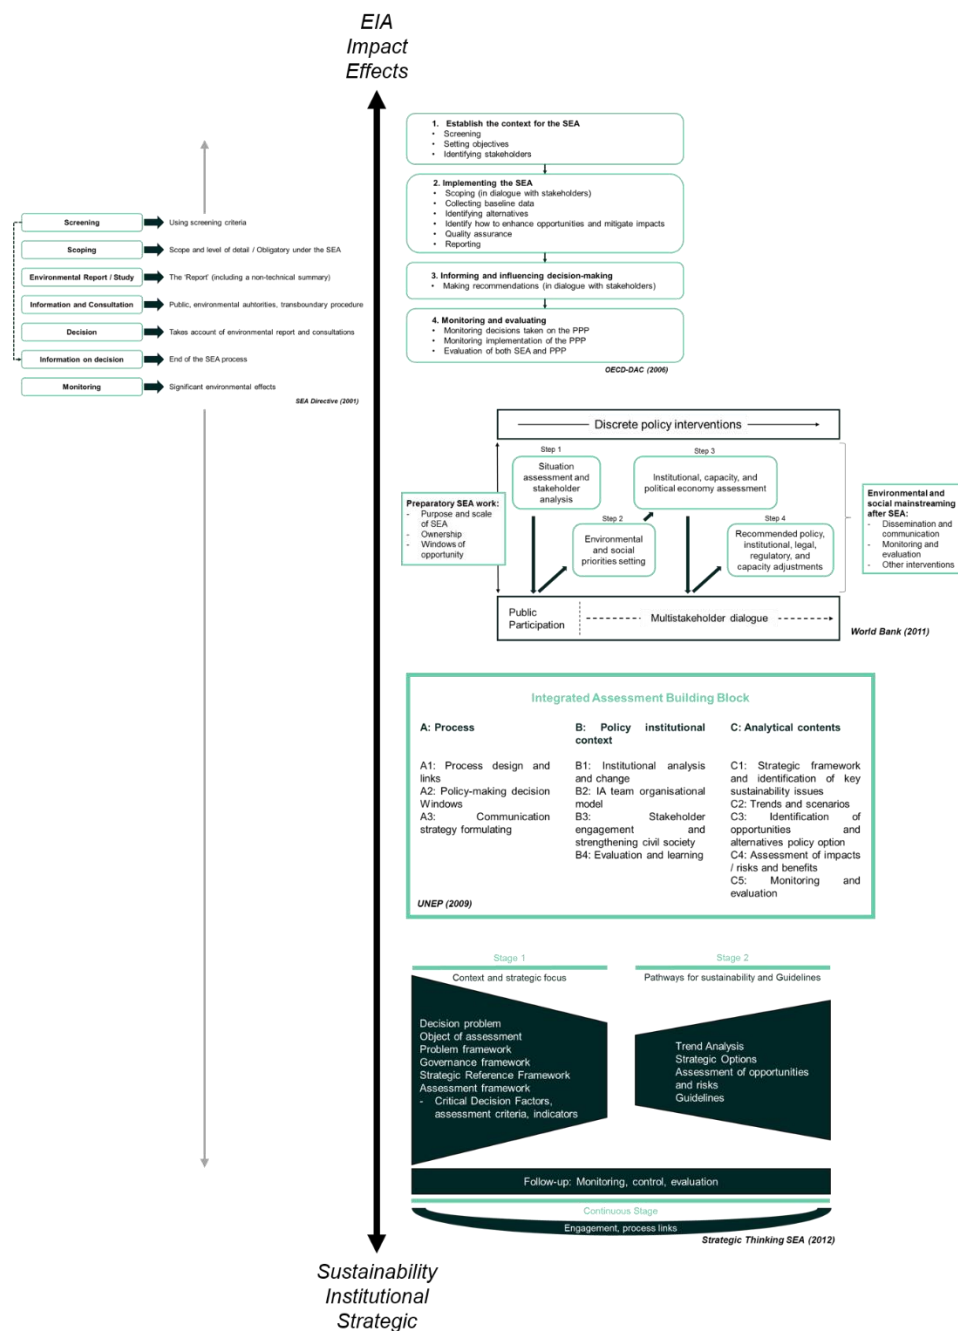 EIA
Impact
Effects
Screening
Using screening criteria
Scoping
Scope and level of detail / Obligatory under the SEA
Environmental Report / Study
The 'Report' (including a non-technical summary)
Information and Consultation
Public, environmental auhtorities, transboundary procedure
Decision
Takes account of environmental report and consultations
Information on decision
End of the SEA process
Monitoring
Significant environmental effects
SEA Directive (2001)
1. Establish the context for the SEA
• Screening
• Setting objectives
• Identifying stakeholders
2. Implementing the SEA
• Scoping (in dialogue with stakeholders)
• Collecting baseline data
• Identifying alternatives
• Identify how to enhance opportunities and mitigate impacts
• Quality assurance
• Reporting
3. Informing and influencing decision-making
• Making recommendations (in dialogue with stakeholders)
4. Monitoring and evaluating
• Monitoring decisions taken on the PPP
• Monitoring implementation of the PPP
• Evaluation of both SEA and PPP
OECD-DAC (2006)
Discrete policy interventions
Step 1
Situation
assessment and
stakeholder
analysis
Step 3
Institutional, capacity, and
political economy assessment
Preparatory SEA work:
- Purpose and scale
of SEA
- Ownership
- Windows of
opportunity
Step 2
Environmental
and social
priorities setting
Step 4
Recommended policy,
institutional, legal,
regulatory, and
capacity adjustments
Environmental and
social mainstreaming
after SEA:
- Dissemination and
communication
- Monitoring and
evaluation
- Other interventions
Public
Participation
Multistakeholder dialogue
World Bank (2011)
Integrated Assessment Building Block
A: Process
A1: Process design and
links
A2: Policy-making decision
Windows
A3: Communication
strategy formulating
B: Policy institutional
context
B1: Institutional analysis
and change
B2: IA team organisational
model
B3: Stakeholder
engagement and
strengthening civil society
B4: Evaluation and learning
C: Analytical contents
C1: Strategic framework
and identification of key
sustainability issues
C2: Trends and scenarios
C3: Identification of
opportunities and
alternatives policy option
C4: Assessment of impacts
/ risks and benefits
C5: Monitoring and
evaluation
UNEP (2009)
Stage 1
Context and strategic focus
Decision problem
Object of assessment
Problem framework
Governance framework
Strategic Reference Framework
Assessment framework
- Critical Decision Factors,
assessment criteria, indicators
Stage 2
Pathways for sustainability and Guidelines
Trend Analysis
Strategic Options
Assessment of opportunities
and risks
Guidelines
Follow-up: Monitoring, control, evaluation
Continuous Stage
Engagement, process links
Strategic Thinking SEA (2012)
Sustainability
Institutional
Strategic